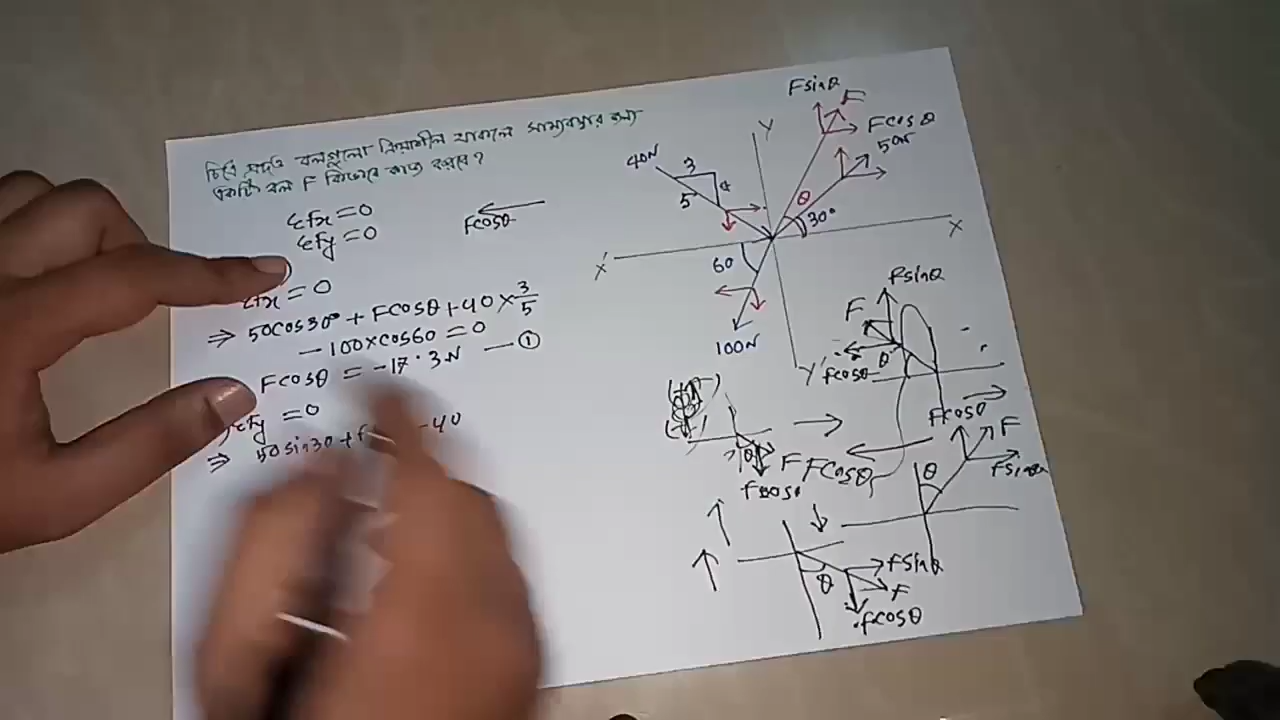 চিত্রে প্রদত্ত বলগুলো ক্রিয়াশীল থাকলে সাম্যবস্থার জন্য
একটি বল F কিভাবে কাজ করবে?
ΣFx = 0
ΣFy = 0
Fcosθ
ΣFx = 0
⇒ 50cos30° + Fcosθ + 40 × 3/5
− 100×cos60 = 0
Fcosθ = −17.3N — ①
ΣFy = 0
⇒ 50sin30 + F − 40
Fsinθ
F
Fcosθ
50N
Y
40N
3
4
5
θ
30°
X
X'
60
100N
Y'
Fsinθ
F
θ
Fcosθ
Fcosθ
F
Fsinθ
θ
θ
F
Fcosθ
Fcosθ
θ
Fsinθ
F
Fcosθ